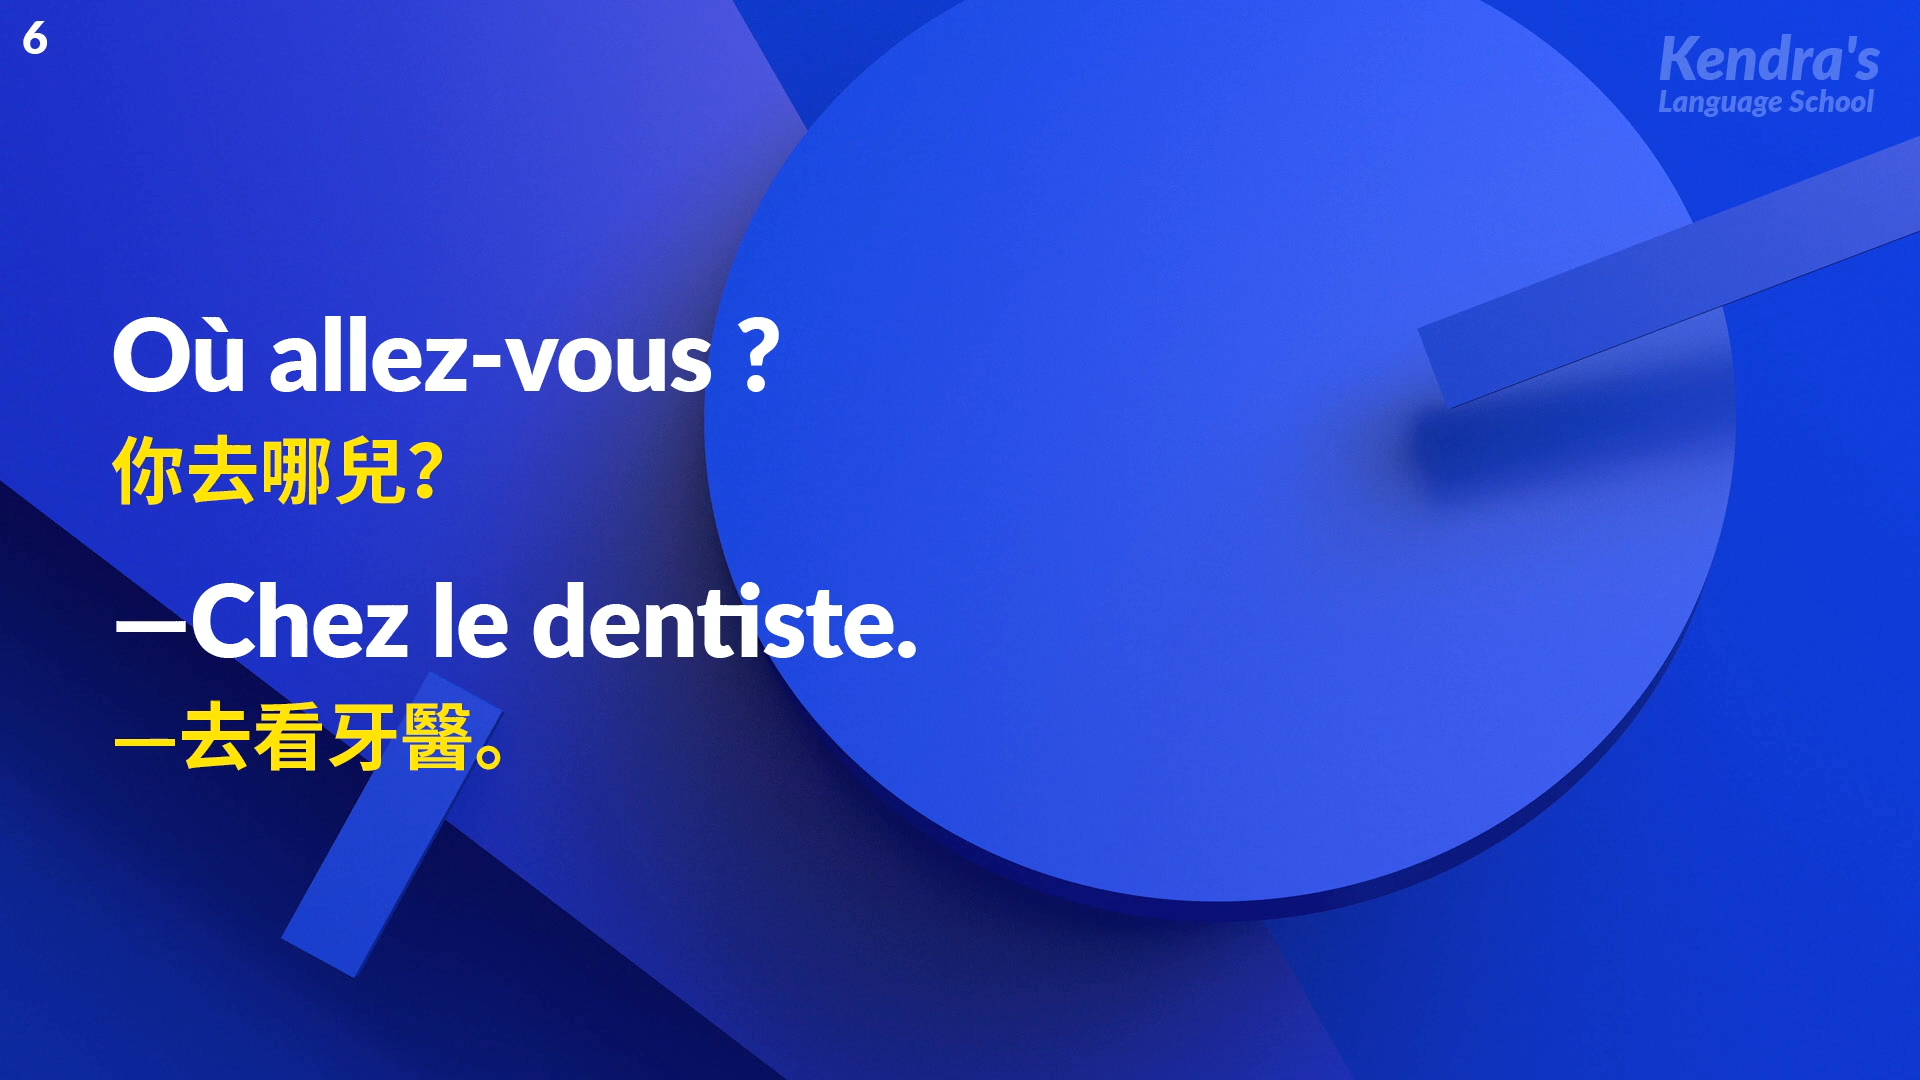 6
Kendra's
Language School
Où allez-vous ?
你去哪兒?
—Chez le dentiste.
—去看牙醫。